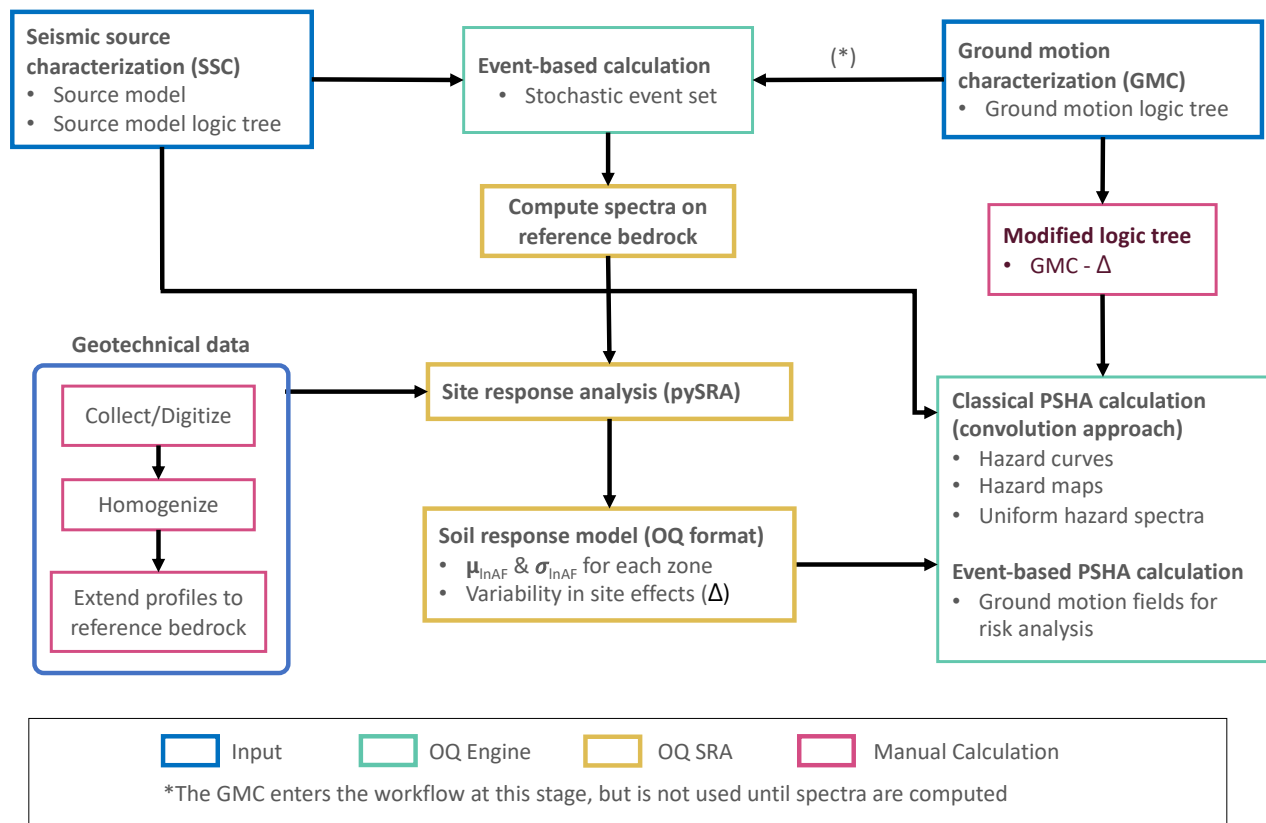 Seismic source
characterization (SSC)
• Source model
• Source model logic tree
Event-based calculation
• Stochastic event set
(*)
Ground motion
characterization (GMC)
• Ground motion logic tree
Compute spectra on
reference bedrock
Modified logic tree
• GMC - Δ
Geotechnical data
Collect/Digitize
Homogenize
Extend profiles to
reference bedrock
Site response analysis (pySRA)
Soil response model (OQ format)
• μlnAF & σlnAF for each zone
• Variability in site effects (Δ)
Classical PSHA calculation
(convolution approach)
• Hazard curves
• Hazard maps
• Uniform hazard spectra
Event-based PSHA calculation
• Ground motion fields for
risk analysis
Input
OQ Engine
OQ SRA
Manual Calculation
*The GMC enters the workflow at this stage, but is not used until spectra are computed